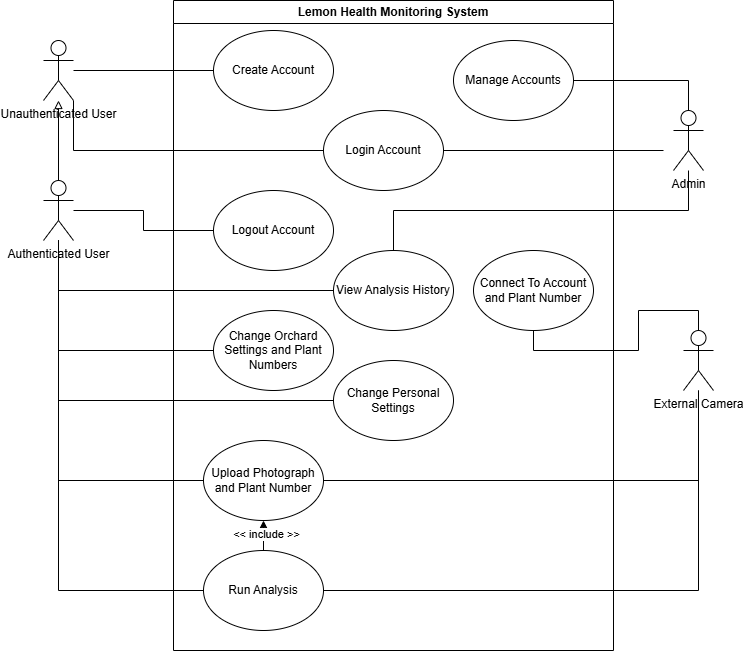 Lemon Health Monitoring System
Create Account
Manage Accounts
Unauthenticated User
Login Account
Admin
Logout Account
Authenticated User
View Analysis History
Connect To Account
and Plant Number
Change Orchard
Settings and Plant
Numbers
Change Personal
Settings
External Camera
Upload Photograph
and Plant Number
<< include >>
Run Analysis